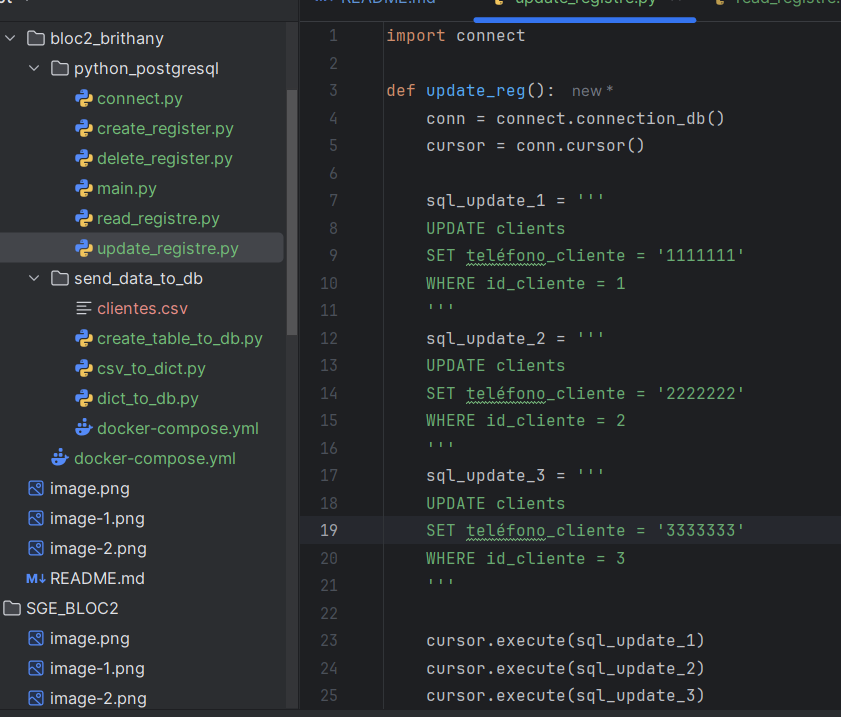 README.md
update_registre.py
read_registre.
bloc2_brithany
python_postgresql
connect.py
create_register.py
delete_register.py
main.py
read_registre.py
update_registre.py
send_data_to_db
clientes.csv
create_table_to_db.py
csv_to_dict.py
dict_to_db.py
docker-compose.yml
docker-compose.yml
image.png
image-1.png
image-2.png
M↓ README.md
SGE_BLOC2
image.png
image-1.png
image-2.png
1 import connect
2
3 def update_reg(): new *
4 conn = connect.connection_db()
5 cursor = conn.cursor()
6
7 sql_update_1 = '''
8 UPDATE clients
9 SET teléfono_cliente = '1111111'
10 WHERE id_cliente = 1
11 '''
12 sql_update_2 = '''
13 UPDATE clients
14 SET teléfono_cliente = '2222222'
15 WHERE id_cliente = 2
16 '''
17 sql_update_3 = '''
18 UPDATE clients
19 SET teléfono_cliente = '3333333'
20 WHERE id_cliente = 3
21 '''
22
23 cursor.execute(sql_update_1)
24 cursor.execute(sql_update_2)
25 cursor.execute(sql_update_3)